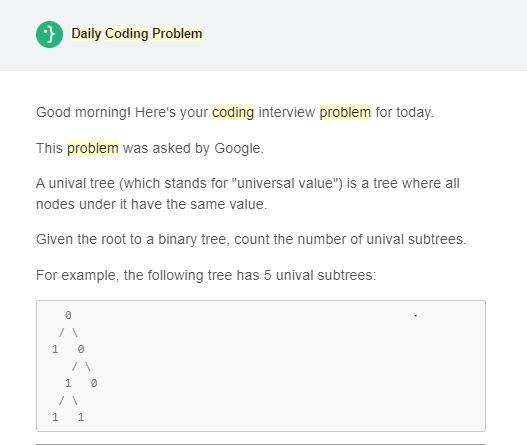 Daily Coding Problem
Good morning! Here's your coding interview problem for today.
This problem was asked by Google.
A unival tree (which stands for "universal value") is a tree where all
nodes under it have the same value.
Given the root to a binary tree, count the number of unival subtrees.
For example, the following tree has 5 unival subtrees:
   0
  / \
 1   0
    / \
   1   0
  / \
 1   1